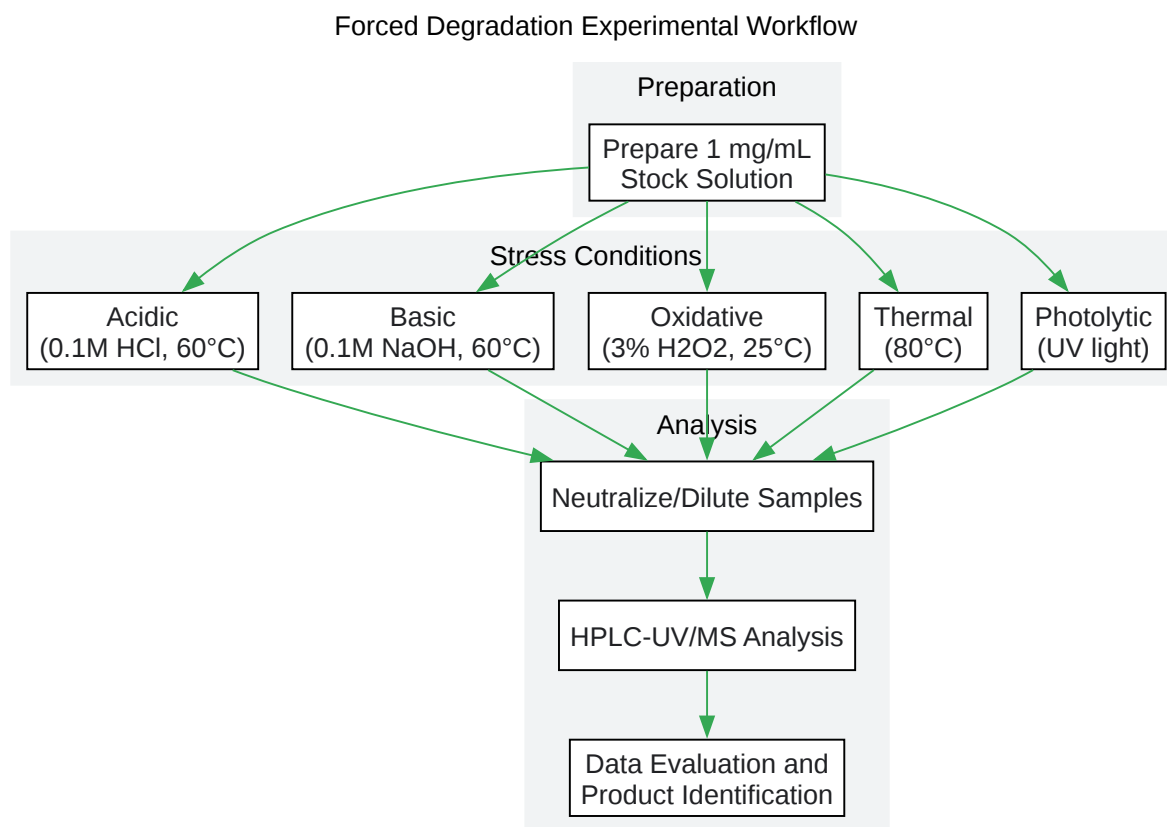 Forced Degradation Experimental Workflow
Preparation
Prepare 1 mg/mL
Stock Solution
Stress Conditions
Acidic
(0.1M HCl, 60°C)
Basic
(0.1M NaOH, 60°C)
Oxidative
(3% H2O2, 25°C)
Thermal
(80°C)
Photolytic
(UV light)
Analysis
Neutralize/Dilute Samples
HPLC-UV/MS Analysis
Data Evaluation and
Product Identification